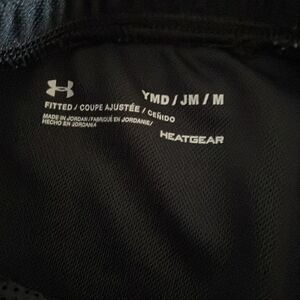 YMD / JM / M
FITTED / COUPE AJUSTÉE / CEÑIDO
MADE IN JORDAN / FABRIQUÉ EN JORDANIE/
HECHO EN JORDANIA
HEATGEAR